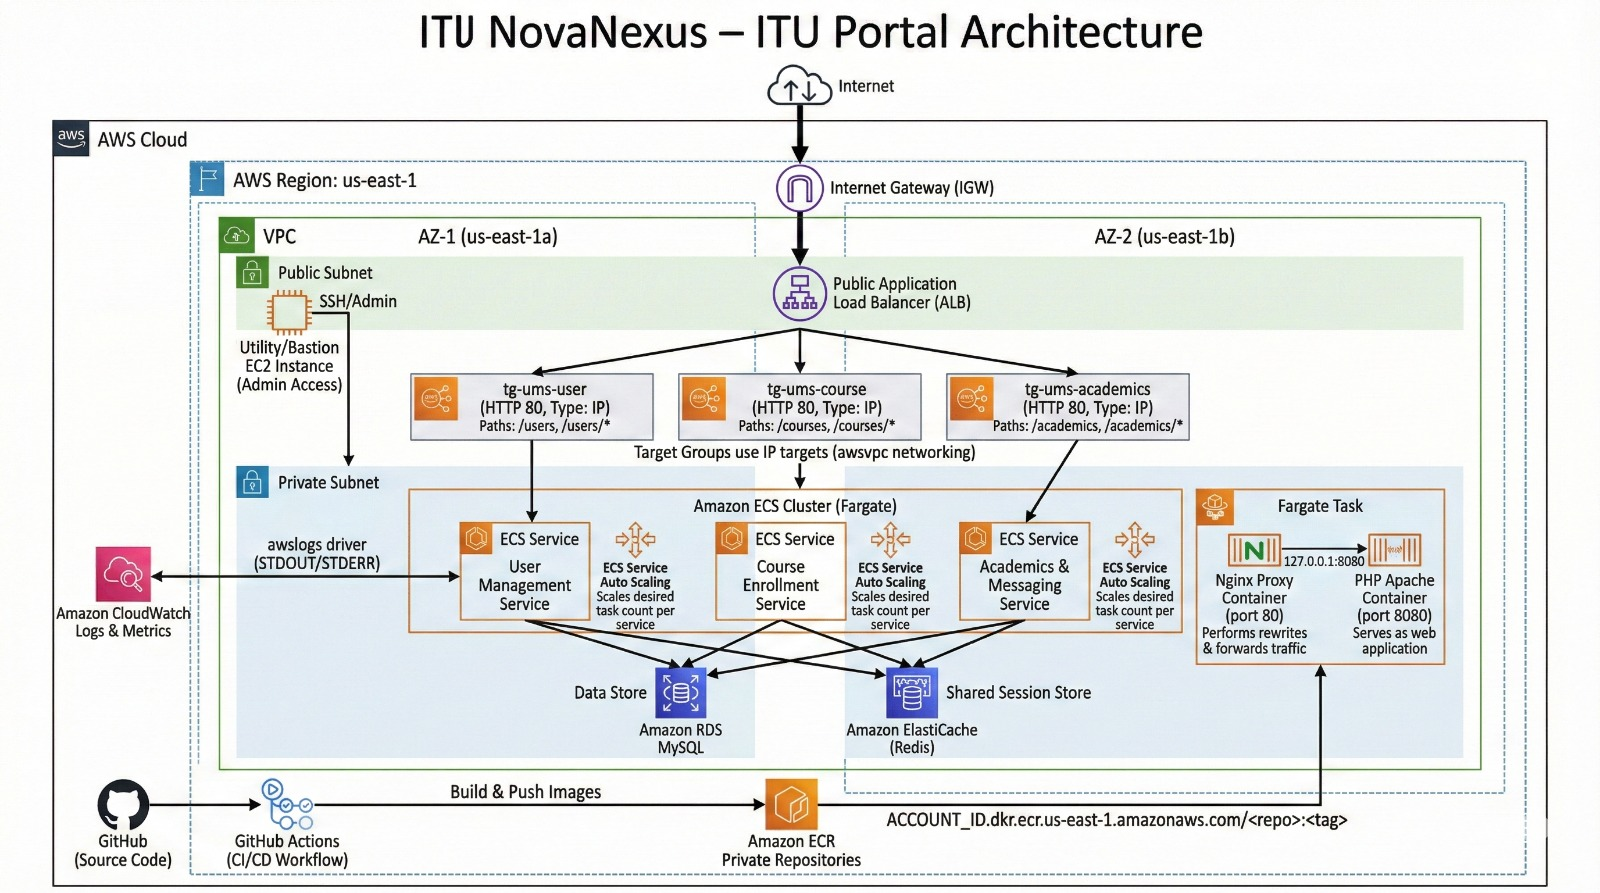 ITU NovaNexus – ITU Portal Architecture
Internet
aws
AWS Cloud
AWS Region: us-east-1
Internet Gateway (IGW)
VPC
AZ-1 (us-east-1a)
AZ-2 (us-east-1b)
Public Subnet
SSH/Admin
Utility/Bastion
EC2 Instance
(Admin Access)
Public Application
Load Balancer (ALB)
aws
tg-ums-user
(HTTP 80, Type: IP)
Paths: /users, /users/*
aws
tg-ums-course
(HTTP 80, Type: IP)
Paths: /courses, /courses/*
aws
tg-ums-academics
(HTTP 80, Type: IP)
Paths: /academics, /academics/*
Target Groups use IP targets (awsvpc networking)
Private Subnet
Amazon ECS Cluster (Fargate)
awslogs driver
(STDOUT/STDERR)
Amazon CloudWatch
Logs & Metrics
ECS Service
User
Management
Service
ECS Service
Auto Scaling
Scales desired
task count per
service
ECS Service
Course
Enrollment
Service
ECS Service
Auto Scaling
Scales desired
task count per
service
ECS Service
Academics &
Messaging
Service
ECS Service
Auto Scaling
Scales desired
task count per
service
Fargate Task
N
127.0.0.1:8080
Nginx Proxy
Container
(port 80)
Performs rewrites
& forwards traffic
PHP Apache
Container
(port 8080)
Serves as web
application
Data Store
Amazon RDS
MySQL
Shared Session Store
Amazon ElastiCache
(Redis)
GitHub
(Source Code)
GitHub Actions
(CI/CD Workflow)
Build & Push Images
Amazon ECR
Private Repositories
ACCOUNT_ID.dkr.ecr.us-east-1.amazonaws.com/<repo>:<tag>